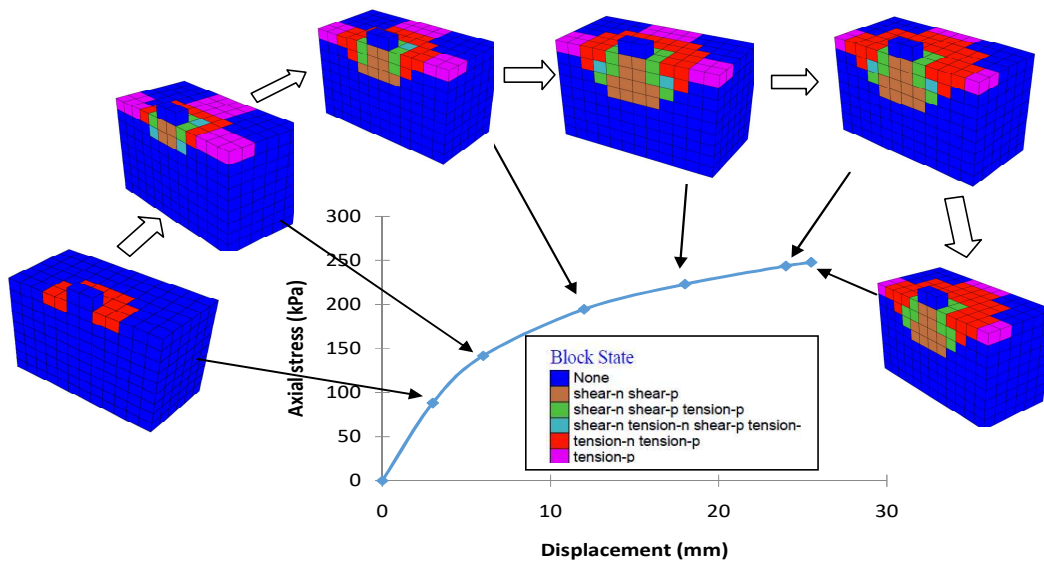 300
250
200
150
100
50
0
Axial stress (kPa)
Block State
None
shear-n shear-p
shear-n shear-p tension-p
shear-n tension-n shear-p tension-
tension-n tension-p
tension-p
0 10 20 30
Displacement (mm)